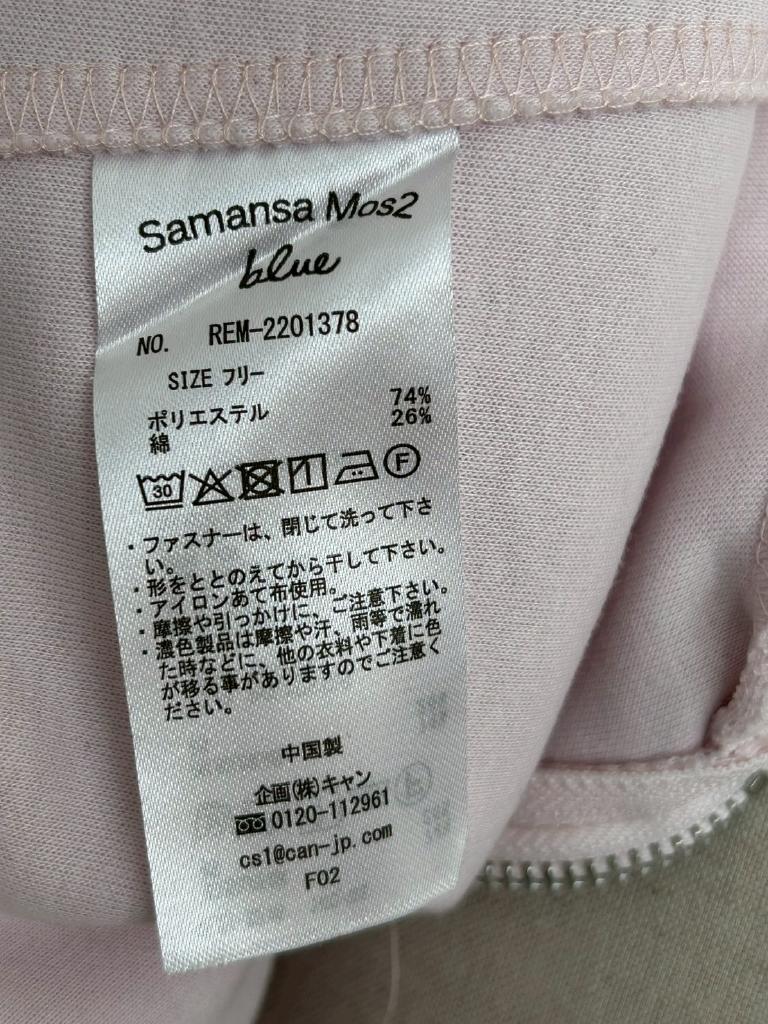 Samansa Mos2
blue
NO. REM-2201378
SIZE フリー
ポリエステル 74%
綿 26%
30 F
・ファスナーは、閉じて洗って下さ
い。
・形をととのえてから干して下さい。
・アイロンあて布使用。
・摩擦や引っかけに、ご注意下さい。
・濃色製品は摩擦や汗、雨等で濡れ
た時などに、他の衣料や下着に色
が移る事がありますのでご注意く
ださい。
中国製
企画(株)キャン
0120-112961
cs1@can-jp.com
F02